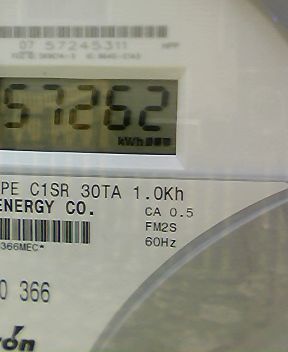 07 57245311
57262
kWh
PE C1SR 30TA 1.0Kh
ENERGY CO.
CA 0.5
FM2S
60Hz
366MEC*
0 366